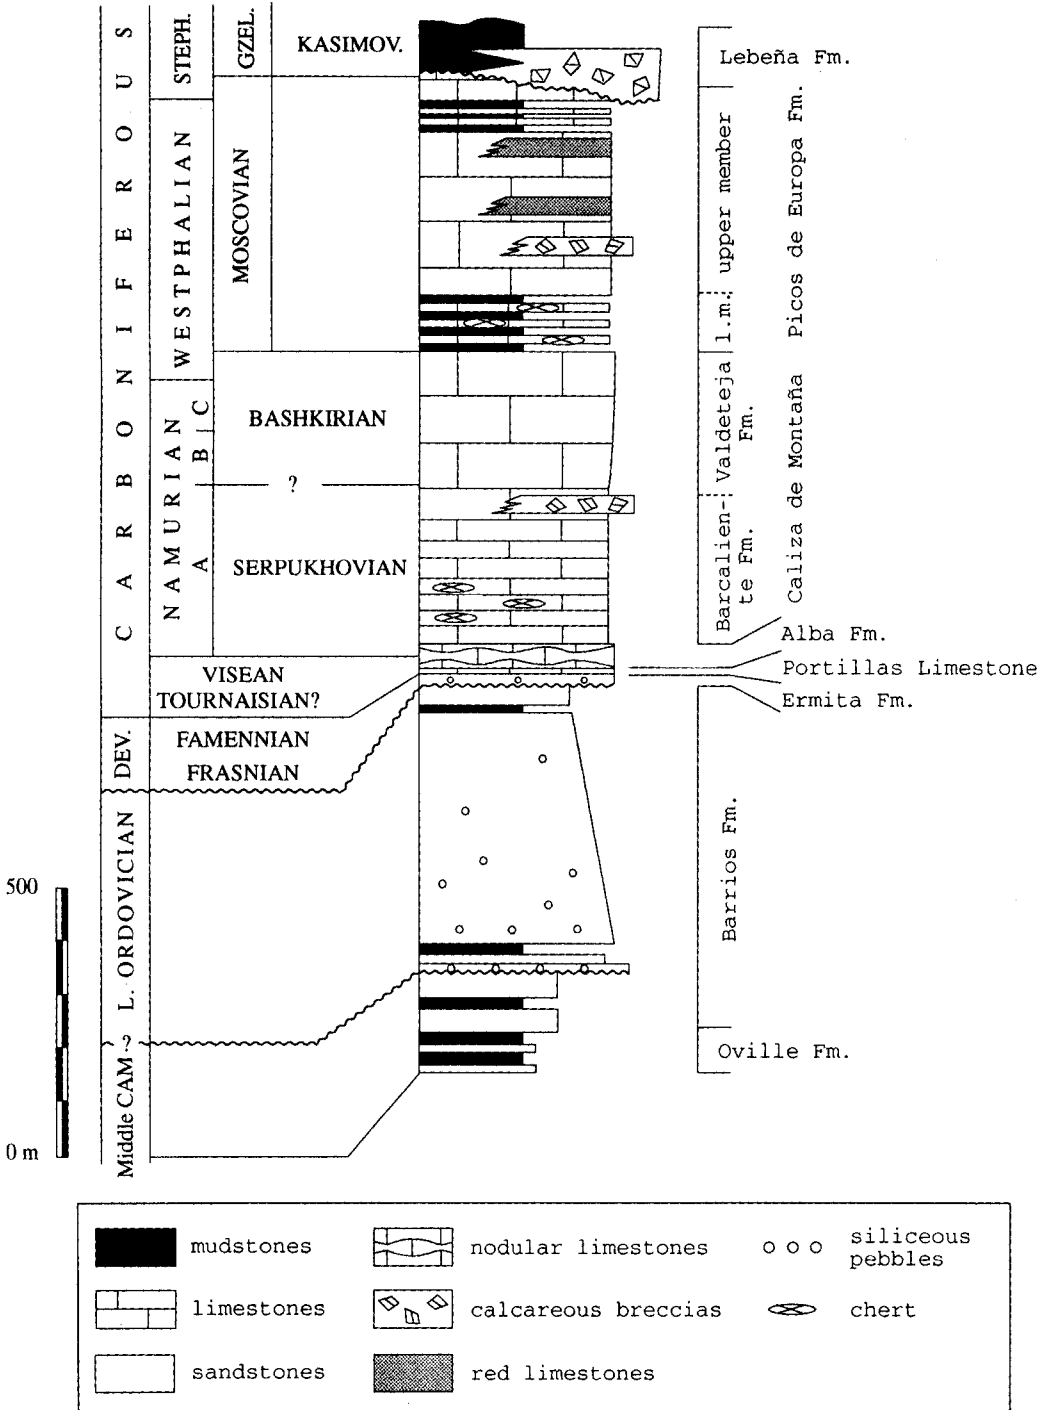 CARBONIFEROUS
DEV.
L. ORDOVICIAN
?
Middle CAM.
STEPH.
WESTPHALIAN
NAMURIAN
A B C
GZEL.
KASIMOV.
MOSCOVIAN
BASHKIRIAN
?
SERPUKHOVIAN
VISEAN
TOURNAISIAN?
FAMENNIAN
FRASNIAN
500
0 m
Lebeña Fm.
upper member
l.m.
Picos de Europa Fm.
Valdeteja
Fm.
Barcalien-
te Fm.
Caliza de Montaña
Alba Fm.
Portillas Limestone
Ermita Fm.
Barrios Fm.
Oville Fm.
mudstones
limestones
sandstones
nodular limestones
calcareous breccias
red limestones
siliceous
pebbles
chert